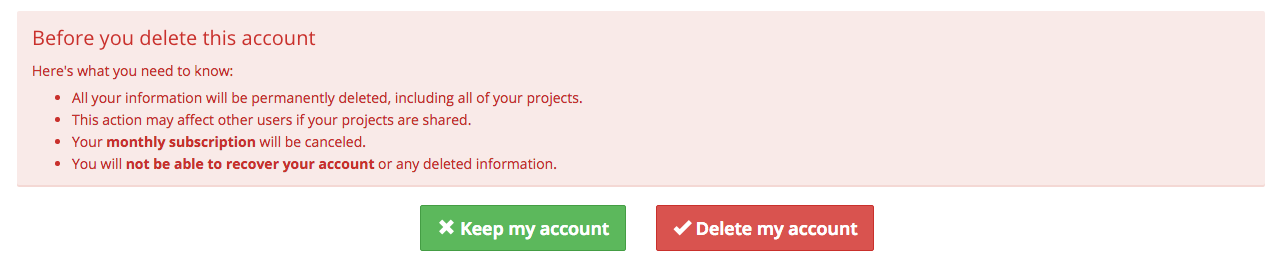 Before you delete this account
Here's what you need to know:
• All your information will be permanently deleted, including all of your projects.
• This action may affect other users if your projects are shared.
• Your monthly subscription will be canceled.
• You will not be able to recover your account or any deleted information.
✖ Keep my account ✔ Delete my account